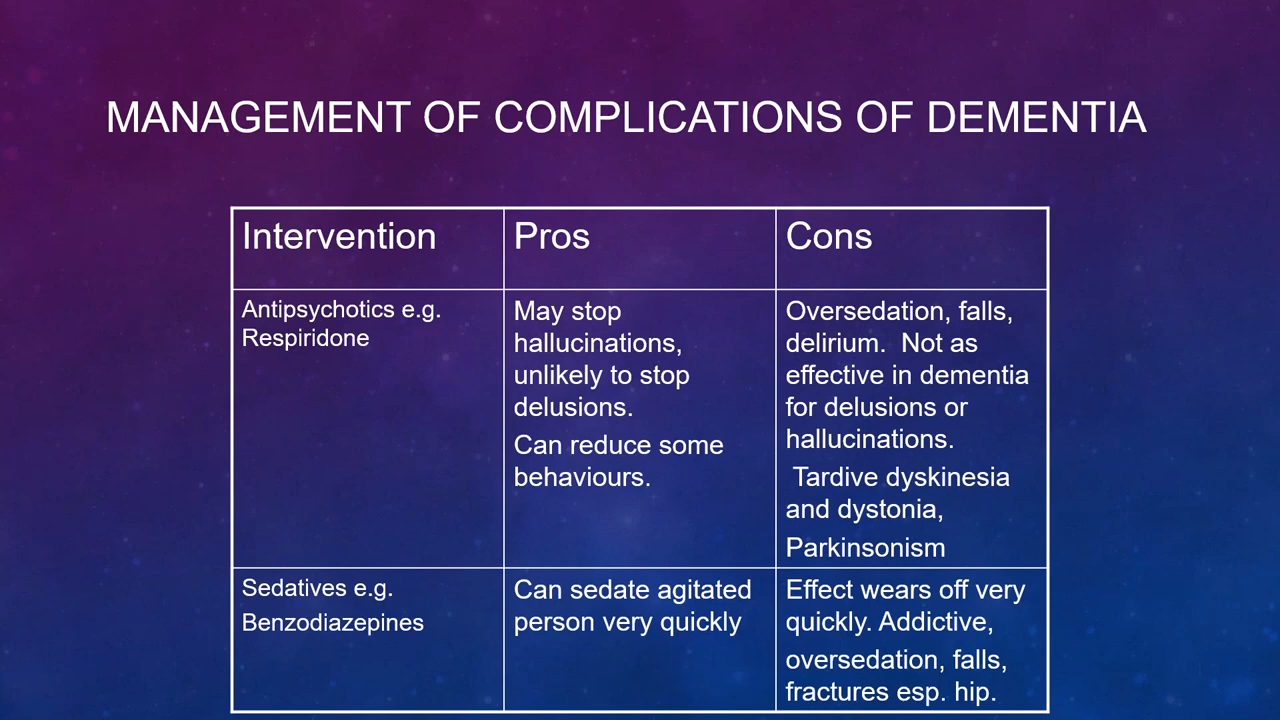 MANAGEMENT OF COMPLICATIONS OF DEMENTIA
Intervention
Pros
Cons
Antipsychotics e.g.
Respiridone
May stop
hallucinations,
unlikely to stop
delusions.
Can reduce some
behaviours.
Oversedation, falls,
delirium.  Not as
effective in dementia
for delusions or
hallucinations.
Tardive dyskinesia
and dystonia,
Parkinsonism
Sedatives e.g.
Benzodiazepines
Can sedate agitated
person very quickly
Effect wears off very
quickly. Addictive,
oversedation, falls,
fractures esp. hip.